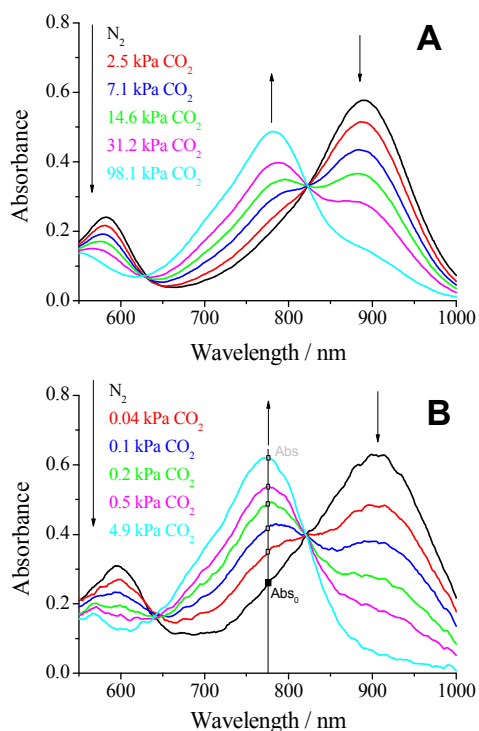 A
N2
2.5 kPa CO2
7.1 kPa CO2
14.6 kPa CO2
31.2 kPa CO2
98.1 kPa CO2
Absorbance
0.8
0.6
0.4
0.2
0.0
600 700 800 900 1000
Wavelength / nm
B
N2
0.04 kPa CO2
0.1 kPa CO2
0.2 kPa CO2
0.5 kPa CO2
4.9 kPa CO2
Abs
Abs0
Absorbance
0.8
0.6
0.4
0.2
0.0
600 700 800 900 1000
Wavelength / nm